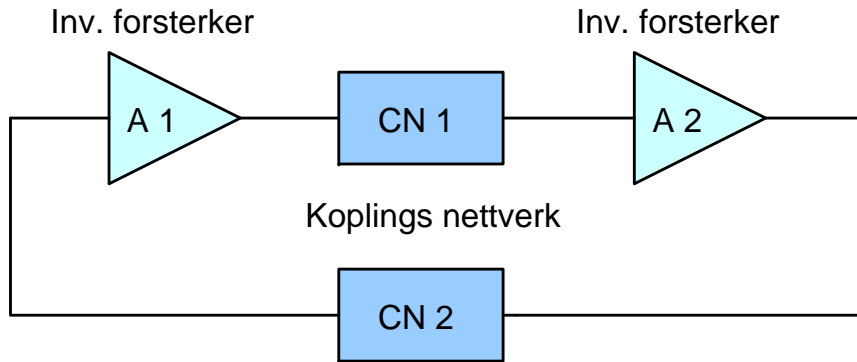 Inv. forsterker
Inv. forsterker
A 1
CN 1
A 2
Koplings nettverk
CN 2